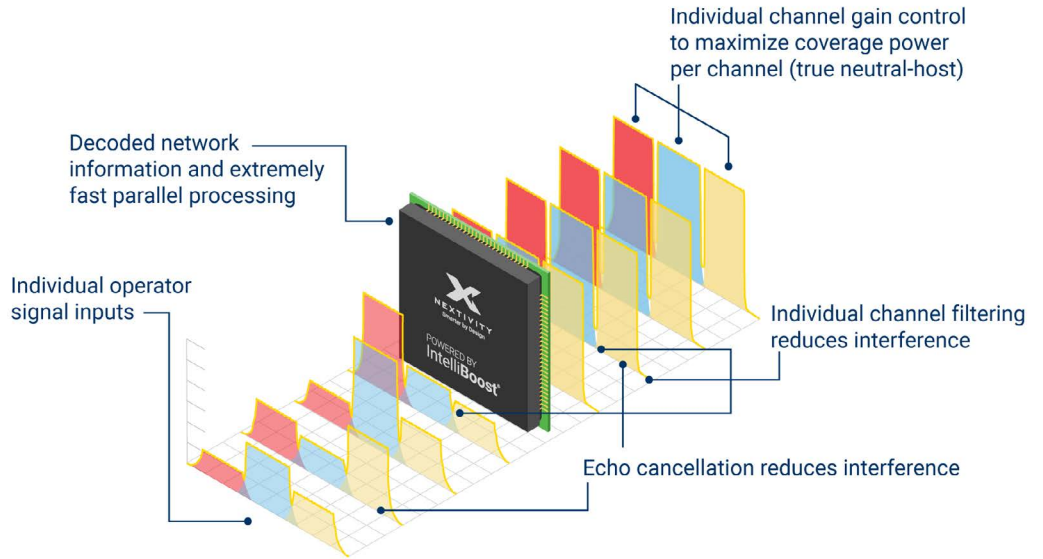 Individual channel gain control
to maximize coverage power
per channel (true neutral-host)
Decoded network
information and extremely
fast parallel processing
Individual operator
signal inputs
NEXTIVITY
Smarter by Design
POWERED BY
IntelliBoost®
Individual channel filtering
reduces interference
Echo cancellation reduces interference